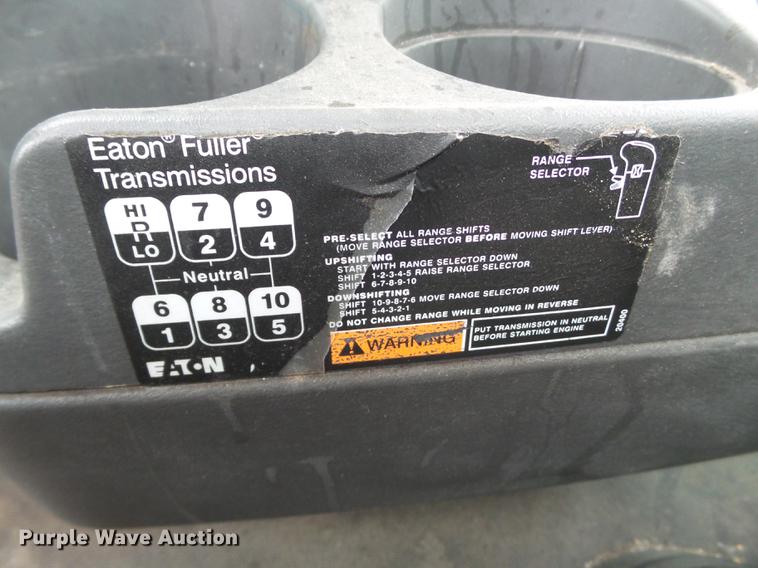 Eaton® Fuller®
Transmissions
HI 7 9
R
LO 2 4
Neutral
6 8 10
1 3 5
EATON
RANGE
SELECTOR
PRE-SELECT ALL RANGE SHIFTS
(MOVE RANGE SELECTOR BEFORE MOVING SHIFT LEVER)
UPSHIFTING
START WITH RANGE SELECTOR DOWN
SHIFT 1-2-3-4-5 RAISE RANGE SELECTOR
SHIFT 6-7-8-9-10
DOWNSHIFTING
SHIFT 10-9-8-7-6 MOVE RANGE SELECTOR DOWN
SHIFT 5-4-3-2-1
DO NOT CHANGE RANGE WHILE MOVING IN REVERSE
WARNING
PUT TRANSMISSION IN NEUTRAL
BEFORE STARTING ENGINE
20400
Purple Wave Auction